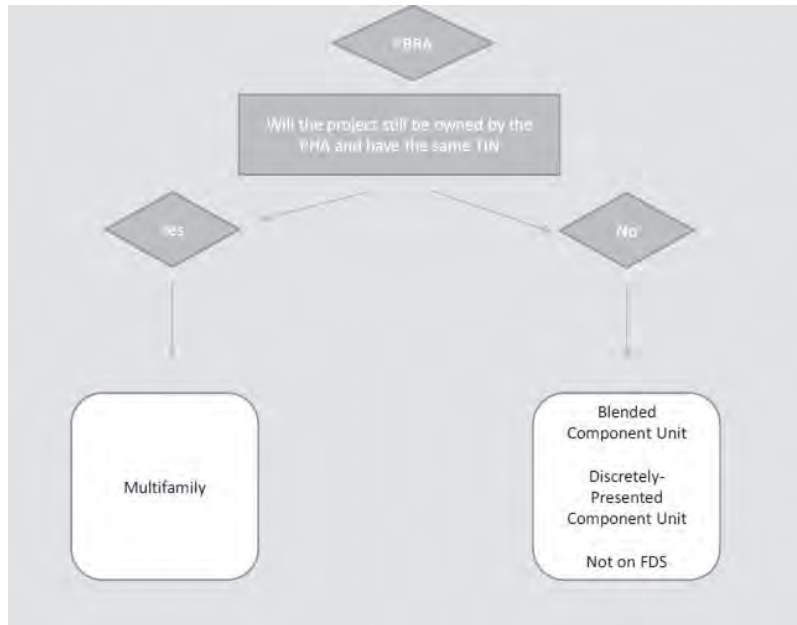 PBRA
Will the project still be owned by the
PHA and have the same TIN
Yes
No
Multifamily
Blended
Component Unit
Discretely-
Presented
Component Unit
Not on FDS